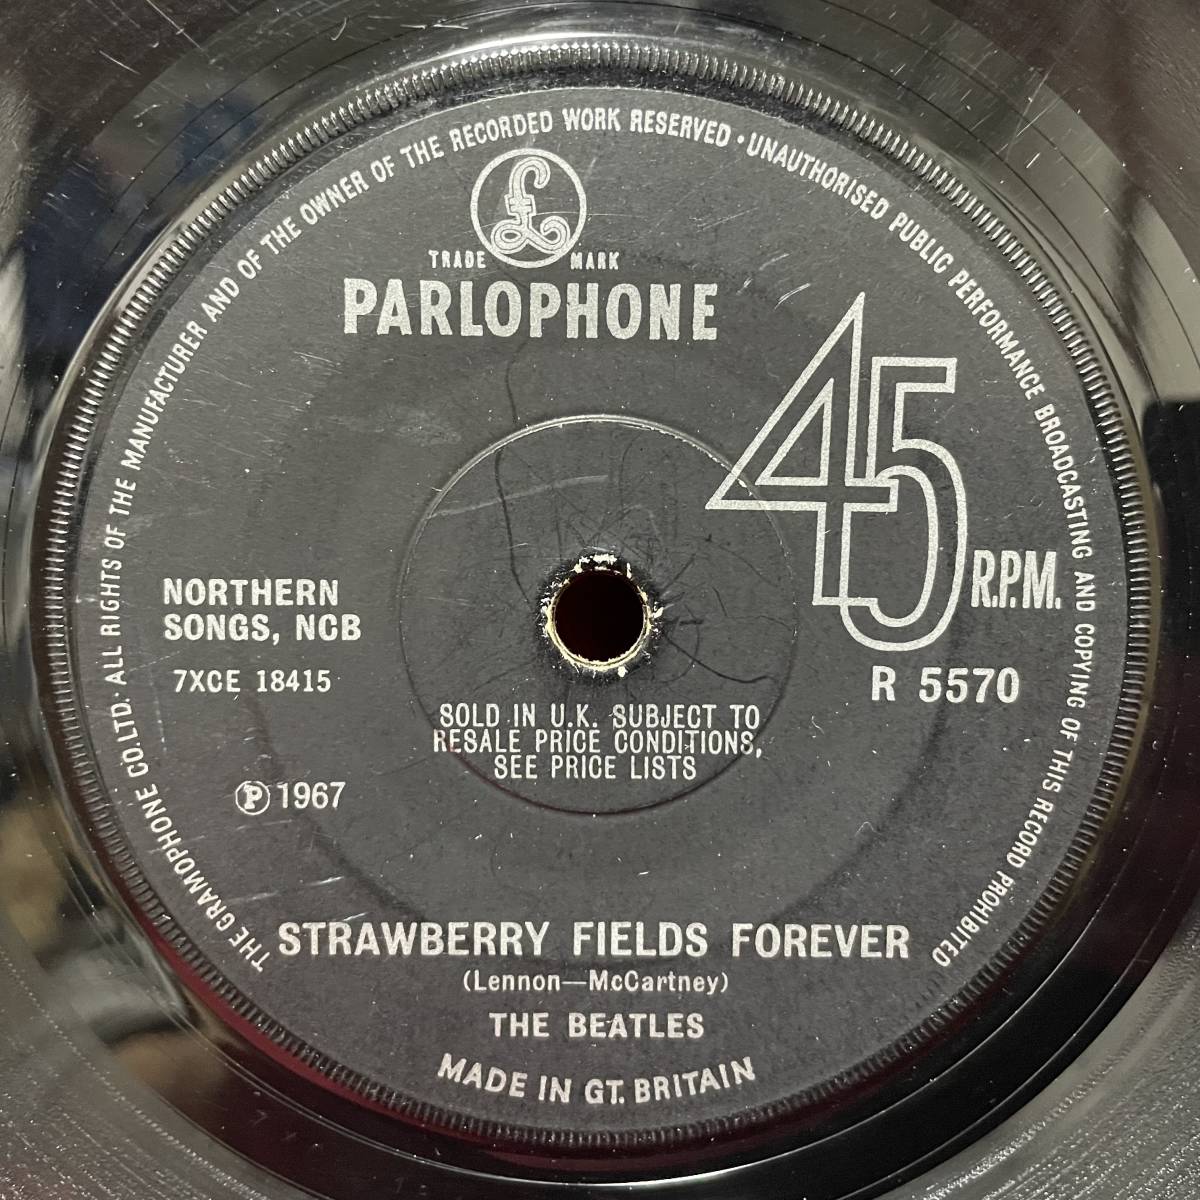 THE GRAMOPHONE CO.LTD. ALL RIGHTS OF THE MANUFACTURER AND OF THE OWNER OF THE RECORDED WORK RESERVED • UNAUTHORISED PUBLIC PERFORMANCE BROADCASTING AND COPYING OF THIS RECORD PROHIBITED
£
TRADE MARK
PARLOPHONE
45
R.P.M.
NORTHERN
SONGS, NCB
7XCE 18415
R 5570
SOLD IN U.K. SUBJECT TO
RESALE PRICE CONDITIONS,
SEE PRICE LISTS
℗ 1967
STRAWBERRY FIELDS FOREVER
(Lennon—McCartney)
THE BEATLES
MADE IN GT. BRITAIN